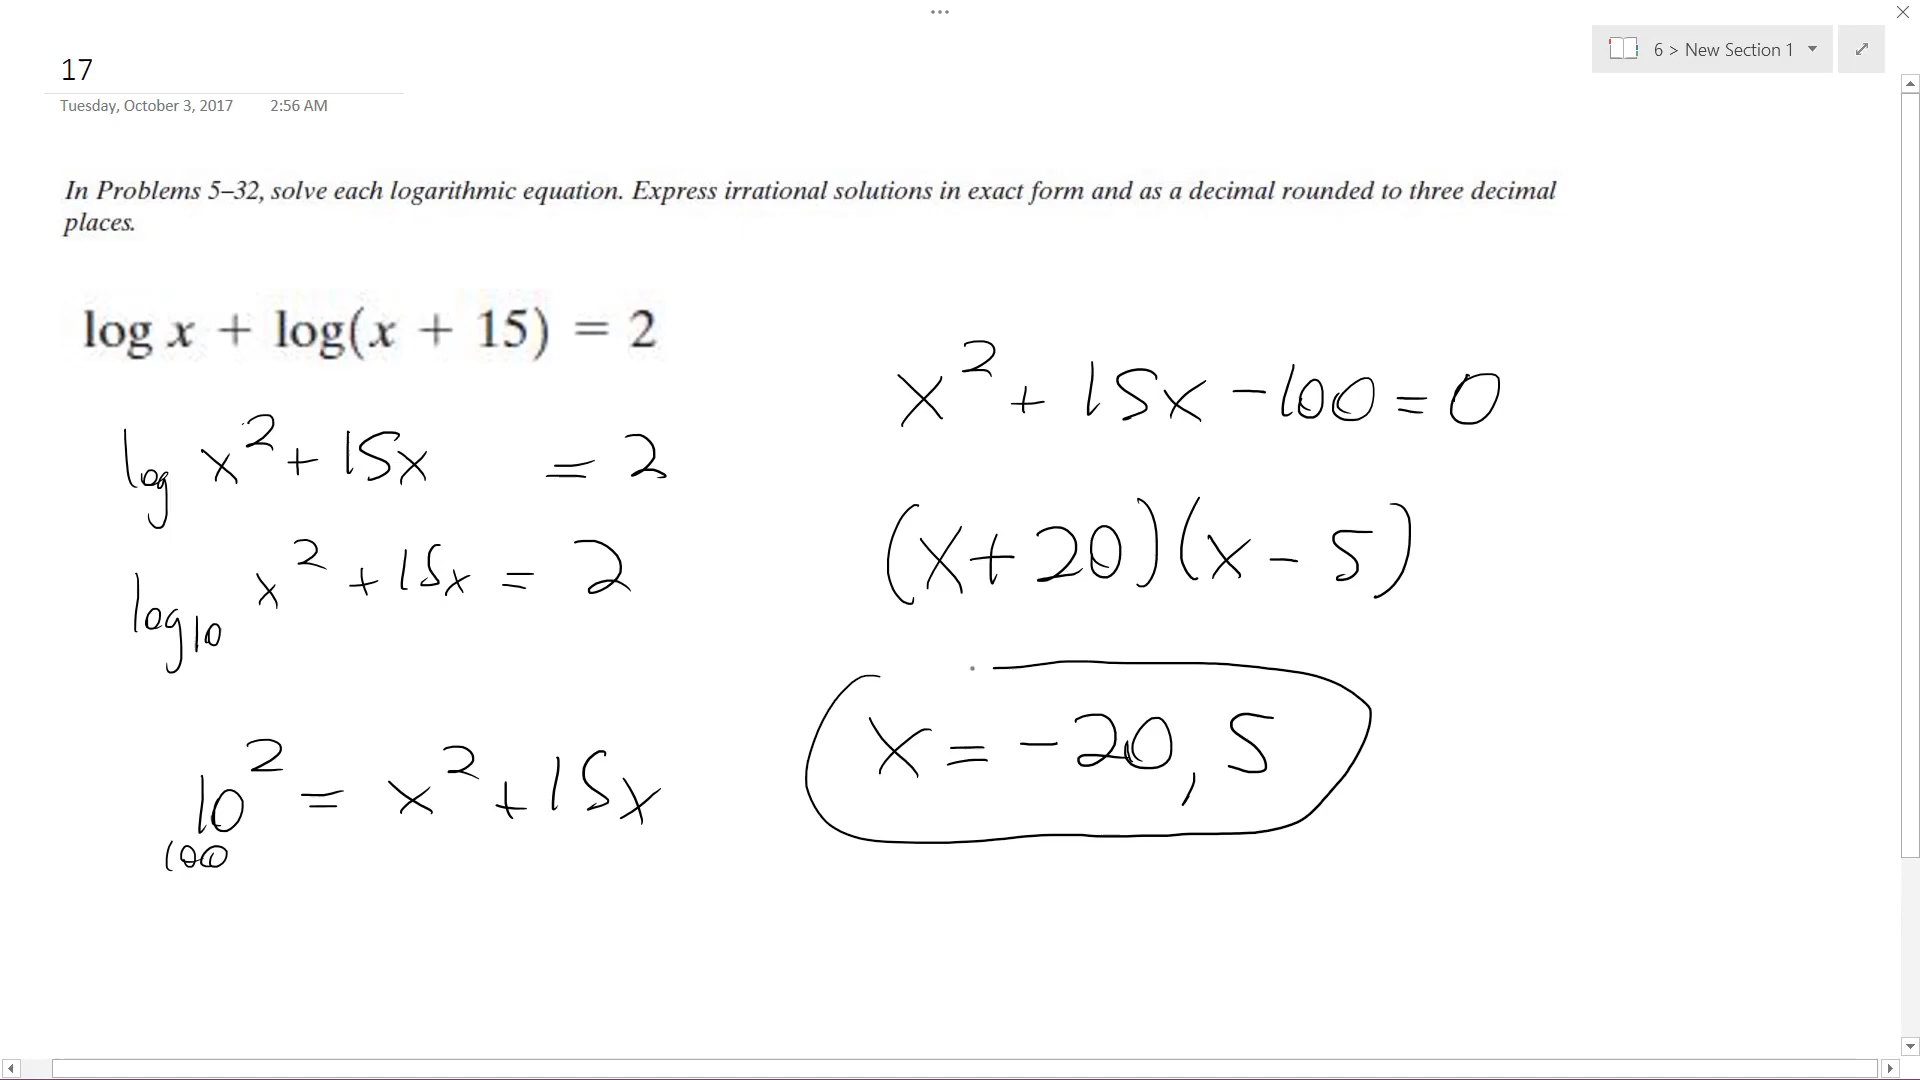 ...
6 > New Section 1
17
Tuesday, October 3, 2017 2:56 AM
In Problems 5–32, solve each logarithmic equation. Express irrational solutions in exact form and as a decimal rounded to three decimal
places.
log x + log(x + 15) = 2
log x² + 15x = 2
log₁₀ x² + 15x = 2
10² = x² + 15x
100
x² + 15x - 100 = 0
(x + 20)(x - 5)
x = -20, 5